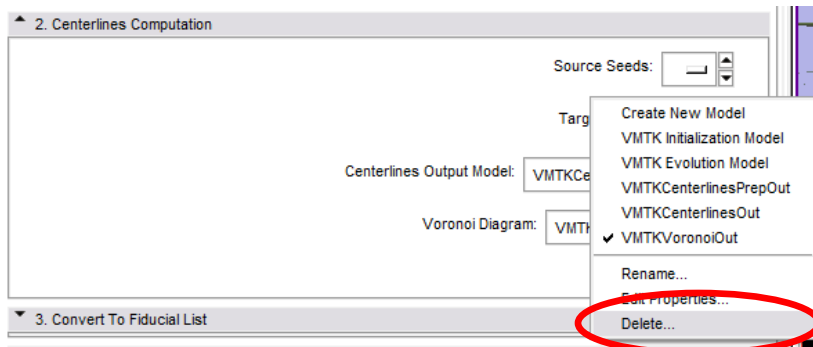 2. Centerlines Computation
Source Seeds:
Targ
Centerlines Output Model: VMTKCe
Voronoi Diagram: VMTK
Create New Model
VMTK Initialization Model
VMTK Evolution Model
VMTKCenterlinesPrepOut
VMTKCenterlinesOut
VMTKVoronoiOut
Rename...
Edit Properties...
Delete...
3. Convert To Fiducial List